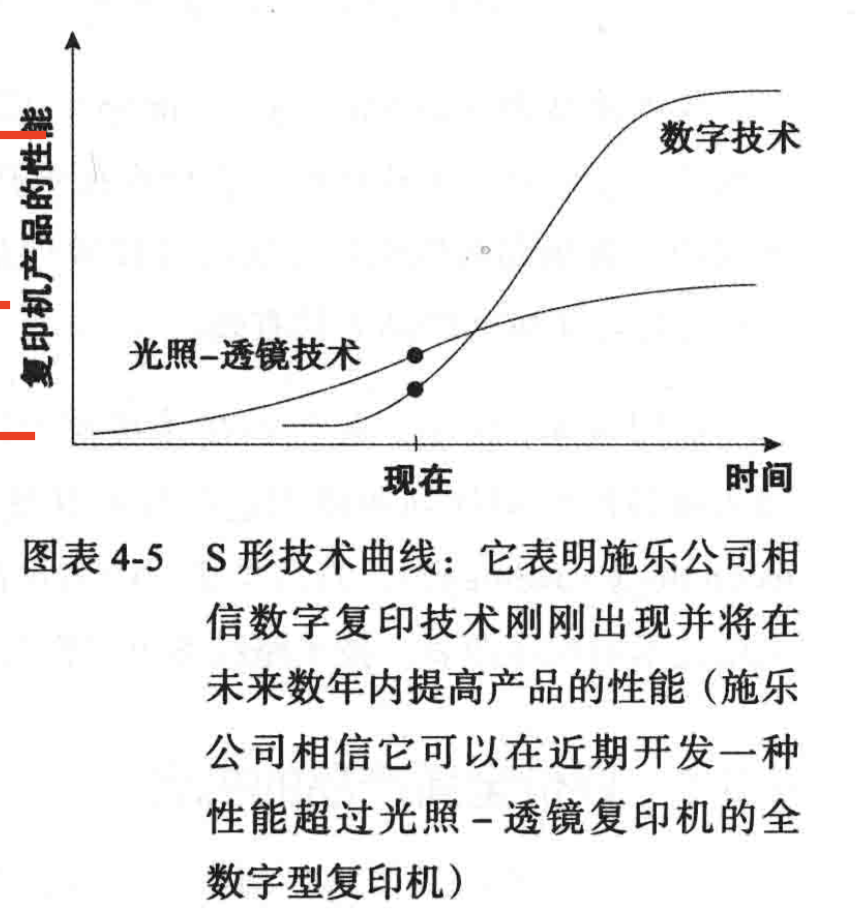 复印机产品的性能
数字技术
光照–透镜技术
现在
时间
图表 4-5 S 形技术曲线：它表明施乐公司相
信数字复印技术刚刚出现并将在
未来数年内提高产品的性能（施乐
公司相信它可以在近期开发一种
性能超过光照 – 透镜复印机的全
数字型复印机）